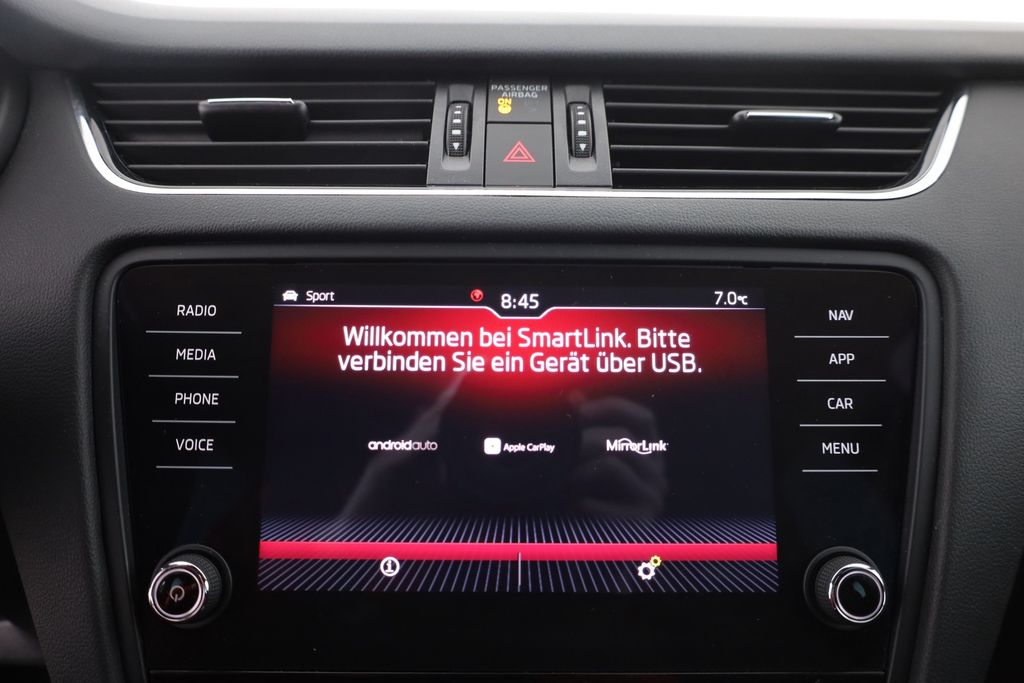 PASSENGER
AIRBAG
ON
RADIO
MEDIA
PHONE
VOICE
Sport
8:45
7.0°C
Willkommen bei SmartLink. Bitte
verbinden Sie ein Gerät über USB.
androidauto
Apple CarPlay
MirrorLink
NAV
APP
CAR
MENU